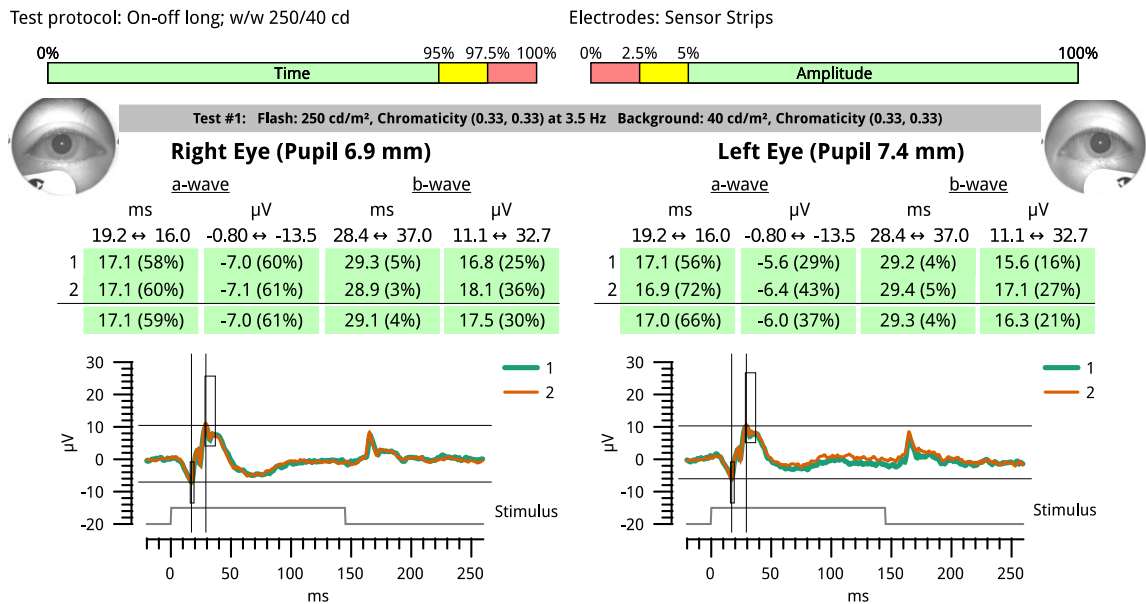 Test protocol: On-off long; w/w 250/40 cd Electrodes: Sensor Strips
0% 95% 97.5% 100% 0% 2.5% 5% 100%
Time Amplitude
Test #1: Flash: 250 cd/m², Chromaticity (0.33, 0.33) at 3.5 Hz Background: 40 cd/m², Chromaticity (0.33, 0.33)
Right Eye (Pupil 6.9 mm) Left Eye (Pupil 7.4 mm)
a-wave b-wave a-wave b-wave
ms µV ms µV ms µV ms µV
19.2 ↔ 16.0 -0.80 ↔ -13.5 28.4 ↔ 37.0 11.1 ↔ 32.7 19.2 ↔ 16.0 -0.80 ↔ -13.5 28.4 ↔ 37.0 11.1 ↔ 32.7
1 17.1 (58%) -7.0 (60%) 29.3 (5%) 16.8 (25%) 1 17.1 (56%) -5.6 (29%) 29.2 (4%) 15.6 (16%)
2 17.1 (60%) -7.1 (61%) 28.9 (3%) 18.1 (36%) 2 16.9 (72%) -6.4 (43%) 29.4 (5%) 17.1 (27%)
17.1 (59%) -7.0 (61%) 29.1 (4%) 17.5 (30%) 17.0 (66%) -6.0 (37%) 29.3 (4%) 16.3 (21%)
30 1 30 1
20 2 20 2
10 10
µV µV
0 0
-10 -10
Stimulus Stimulus
-20 -20
0 50 100 150 200 250 0 50 100 150 200 250
ms ms